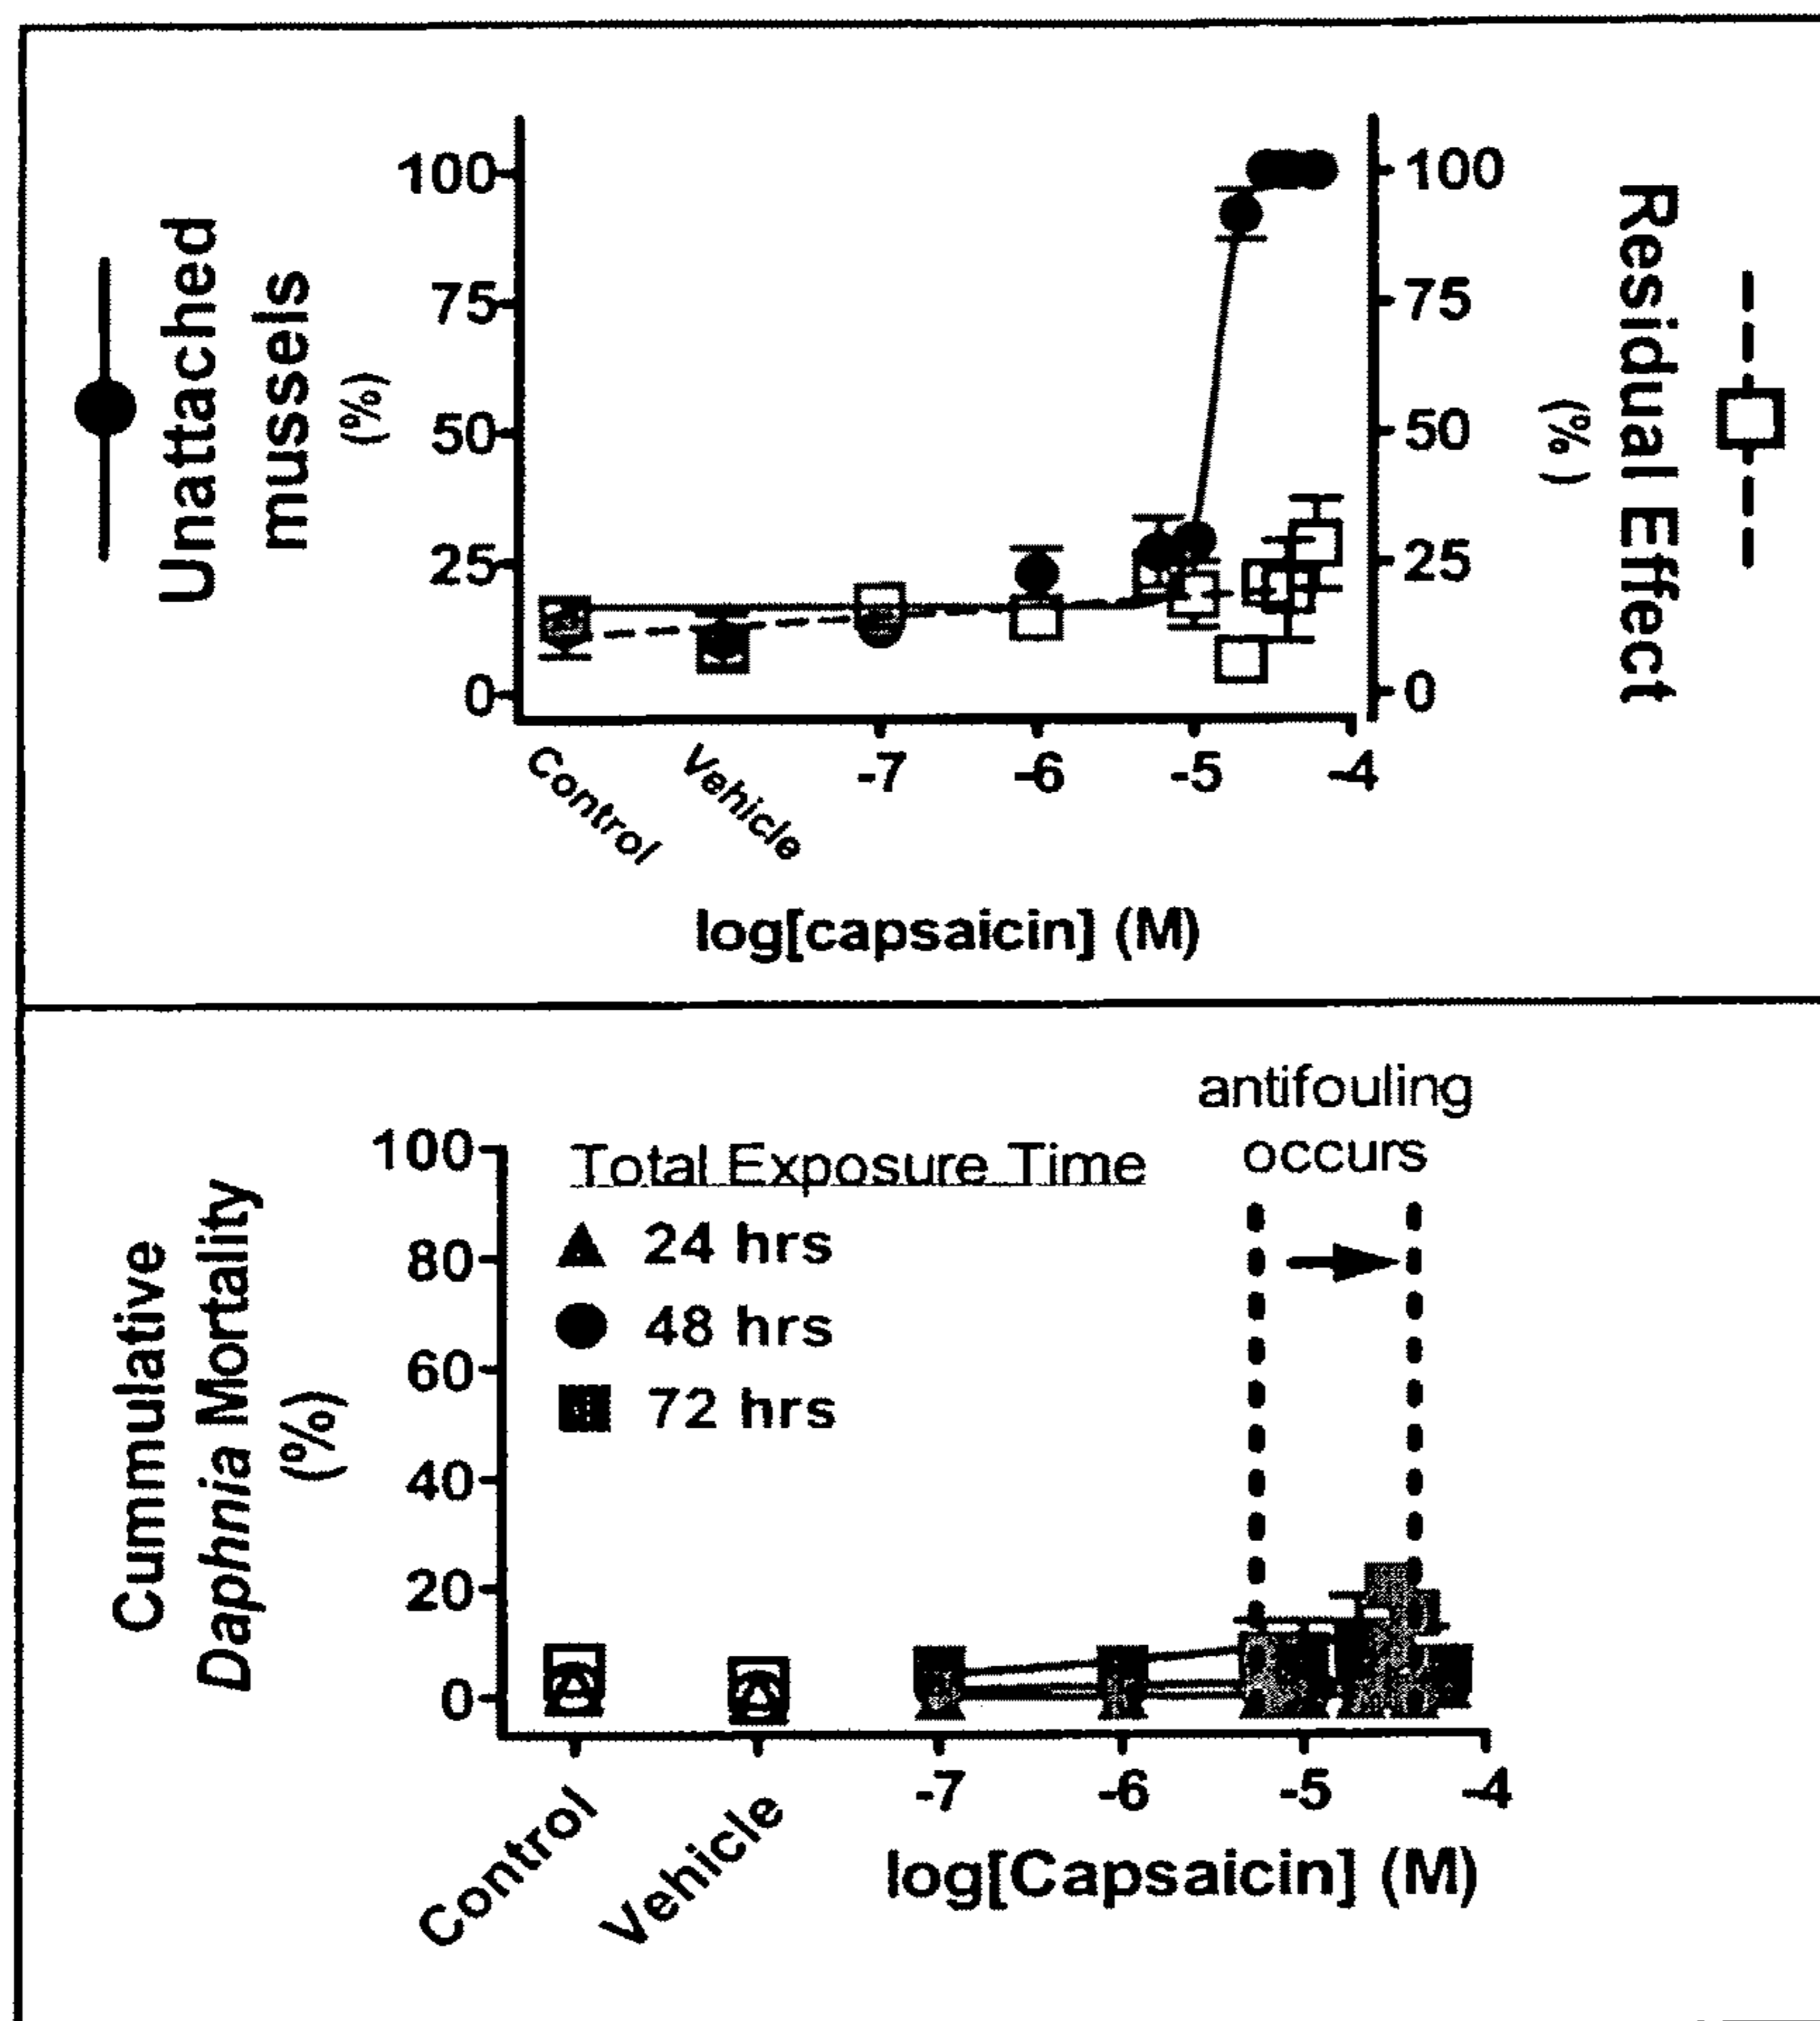 Unattached
mussels
(%)
100
75
50
25
0
100
75
50
25
0
Residual Effect
(%)
Control
Vehicle
-7
-6
-5
-4
log[capsaicin] (M)
antifouling
occurs
Cummulative
Daphnia Mortality
(%)
100
80
60
40
20
0
Total Exposure Time
24 hrs
48 hrs
72 hrs
Control
Vehicle
-7
-6
-5
-4
log[Capsaicin] (M)